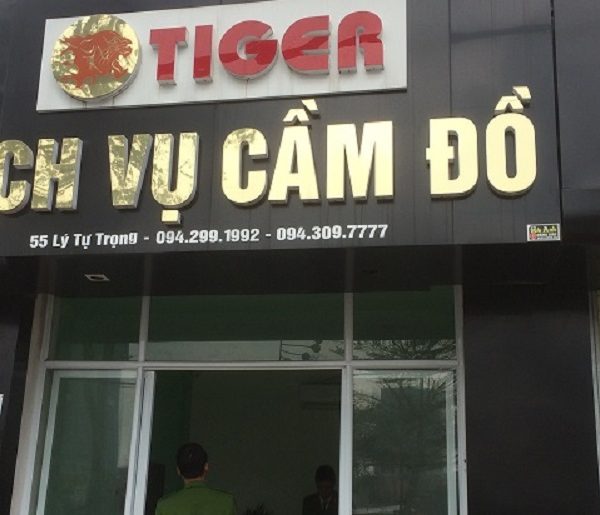 TIGER
CH VỤ CẦM ĐỒ
55 Lý Tự Trọng - 094.299.1992 - 094.309.7777